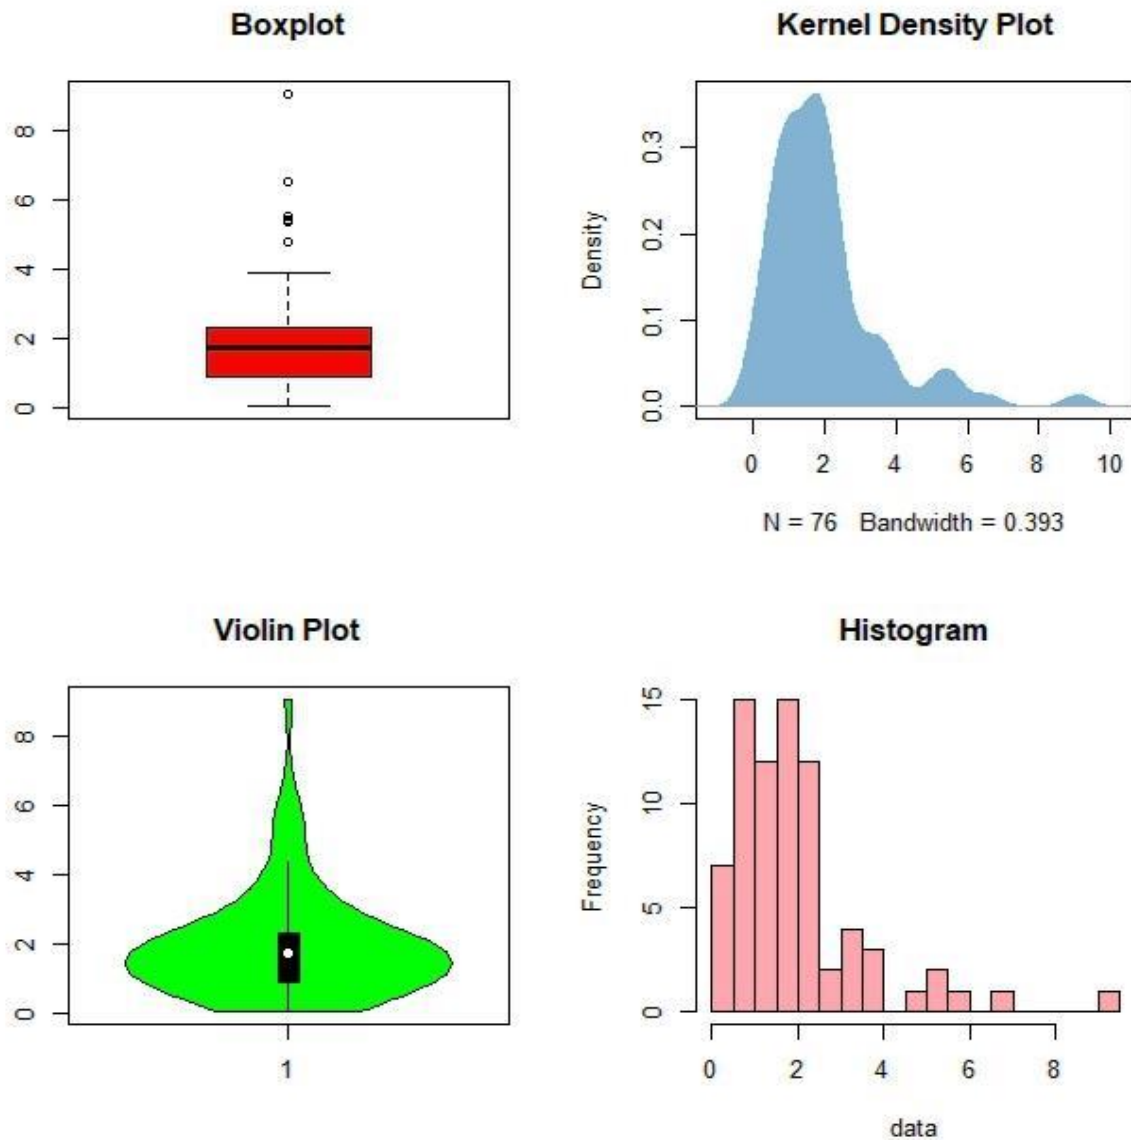 Boxplot
0 2 4 6 8
Kernel Density Plot
Density
0.0 0.1 0.2 0.3
0 2 4 6 8 10
N = 76 Bandwidth = 0.393
Violin Plot
0 2 4 6 8
1
Histogram
Frequency
0 5 10 15
0 2 4 6 8
data